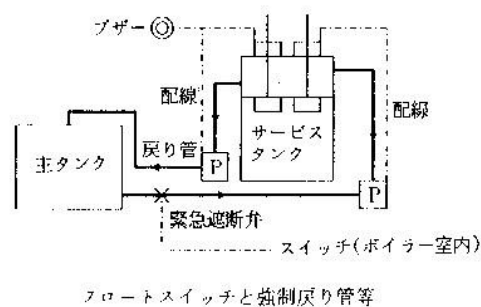 ブザー
配線
配線
サービス
タンク
戻り管
主タンク
P
P
緊急遮断弁
スイッチ(ボイラー室内)
フロートスイッチと強制戻り管等